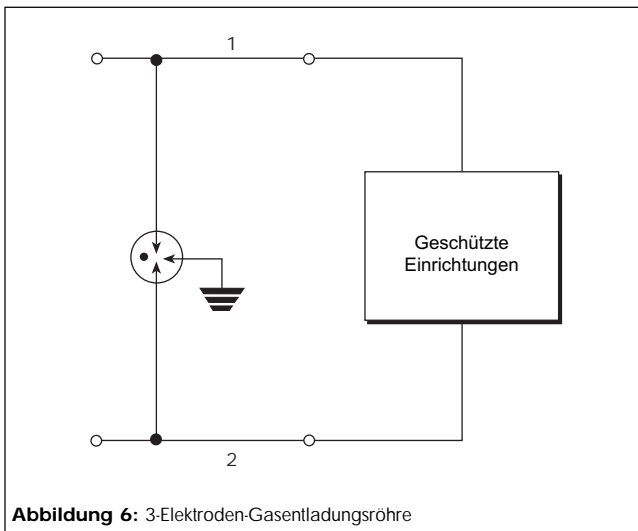 1
Geschützte
Einrichtungen
2
Abbildung 6: 3-Elektroden-Gasentladungsröhre